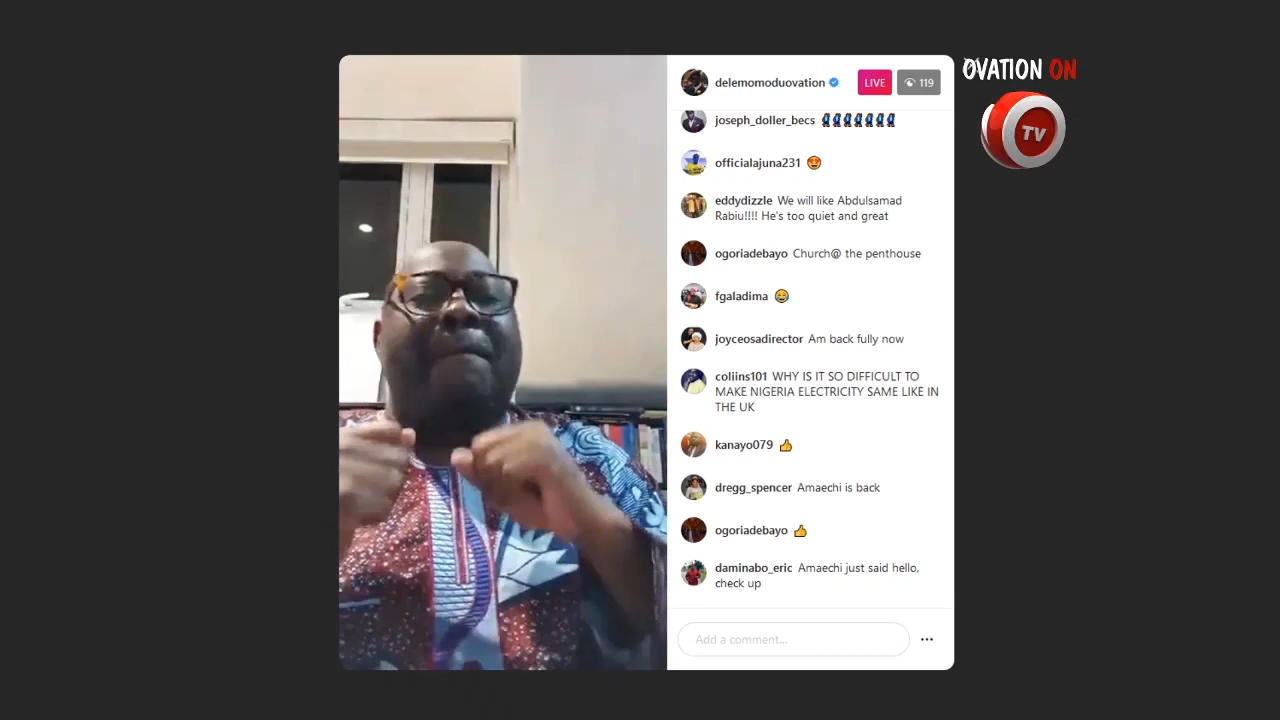 OVATION ON
TV
delemomoduovation
LIVE
119
joseph_doller_becs
officialajuna231 🤩
eddydizzle We will like Abdulsamad
Rabiu!!!! He's too quiet and great
ogoriadebayo Church@ the penthouse
fgaladima 😂
joyceosadirector Am back fully now
coliins101 WHY IS IT SO DIFFICULT TO
MAKE NIGERIA ELECTRICITY SAME LIKE IN
THE UK
kanayo079 👍
dregg_spencer Amaechi is back
ogoriadebayo 👍
daminabo_eric Amaechi just said hello,
check up
Add a comment...